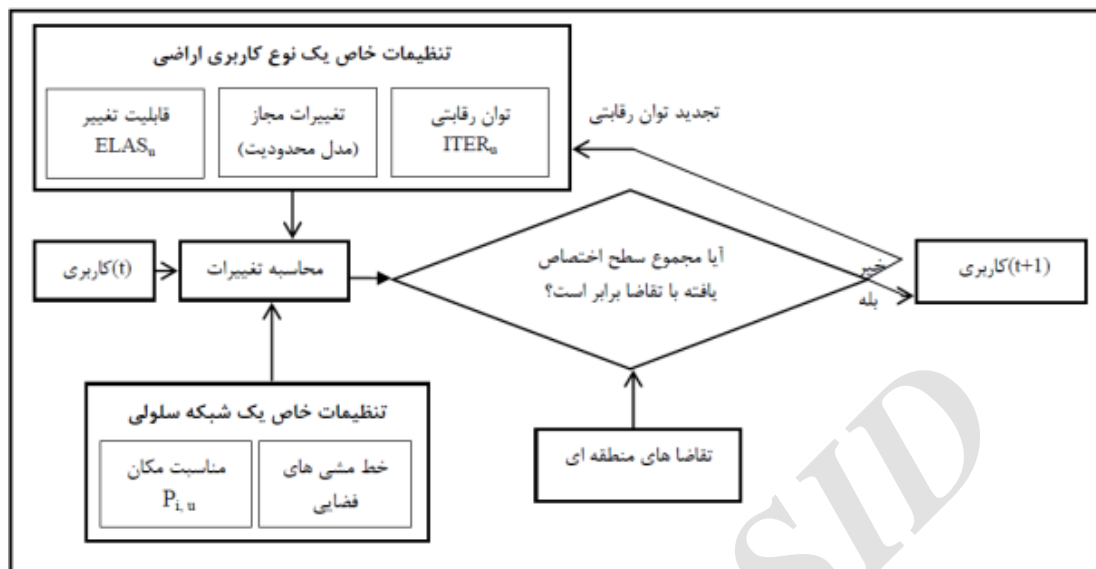 تنظیمات خاص یک نوع کاربری اراضی
توان رقابتی
ITERu
تغییرات مجاز
(مدل محدودیت)
قابلیت تغییر
ELASu
تجدید توان رقابتی
کاربری(t)
محاسبه تغییرات
آیا مجموع سطح اختصاص
یافته با تقاضا برابر است؟
خیر
بله
کاربری(t+1)
تنظیمات خاص یک شبکه سلولی
خط مشی های
فضایی
مناسبت مکان
Pi, u
تقاضا های منطقه ای
SID